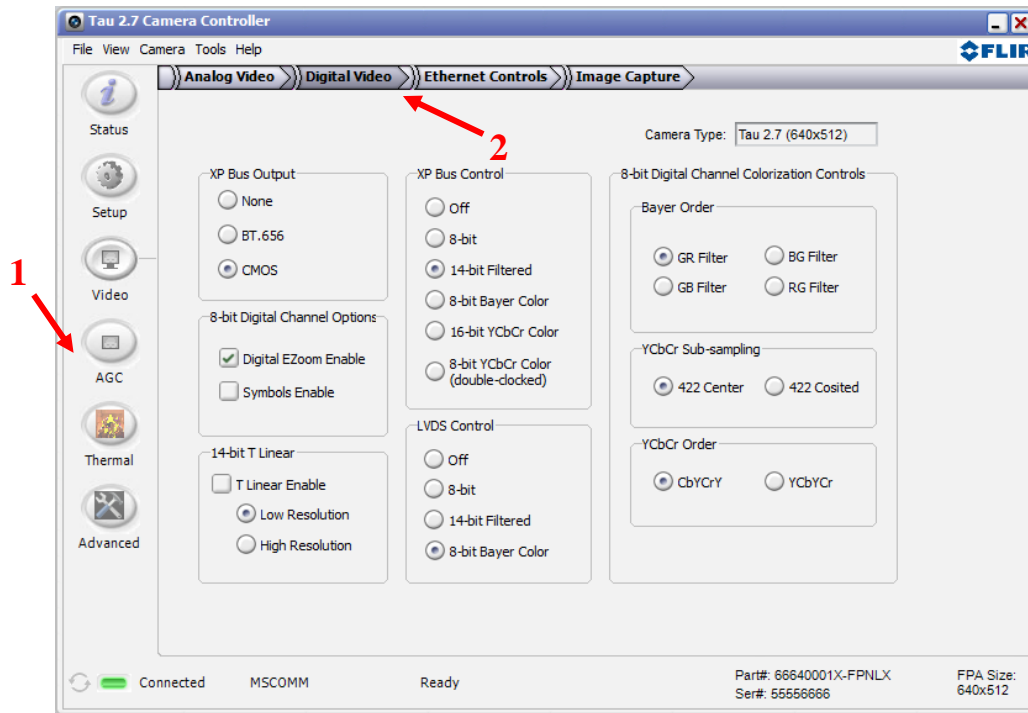 Tau 2.7 Camera Controller
File View Camera Tools Help
FLIR
Analog Video Digital Video Ethernet Controls Image Capture
Status
Setup
Video
AGC
Thermal
Advanced
1
2
Camera Type: Tau 2.7 (640x512)
XP Bus Output
None
BT.656
CMOS
8-bit Digital Channel Options
Digital EZoom Enable
Symbols Enable
14-bit T Linear
T Linear Enable
Low Resolution
High Resolution
XP Bus Control
Off
8-bit
14-bit Filtered
8-bit Bayer Color
16-bit YCbCr Color
8-bit YCbCr Color
(double-clocked)
LVDS Control
Off
8-bit
14-bit Filtered
8-bit Bayer Color
8-bit Digital Channel Colorization Controls
Bayer Order
GR Filter BG Filter
GB Filter RG Filter
YCbCr Sub-sampling
422 Center 422 Cosited
YCbCr Order
CbYCrY YCbYCr
Connected MSCOMM Ready
Part#: 66640001X-FPNLX
Ser#: 55556666
FPA Size:
640x512